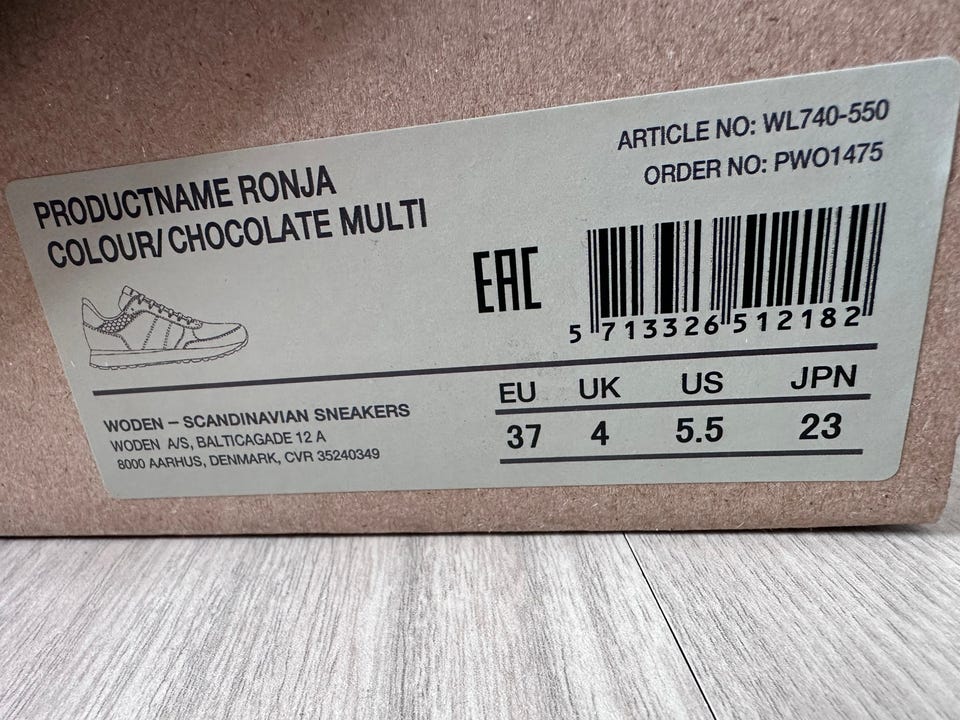 PRODUCTNAME RONJA
COLOUR/CHOCOLATE MULTI
ARTICLE NO: WL740-550
ORDER NO: PWO1475
EAC
5 713326 512182
WODEN – SCANDINAVIAN SNEAKERS
WODEN A/S, BALTICAGADE 12 A
8000 AARHUS, DENMARK, CVR 35240349
EU UK US JPN
37 4 5.5 23